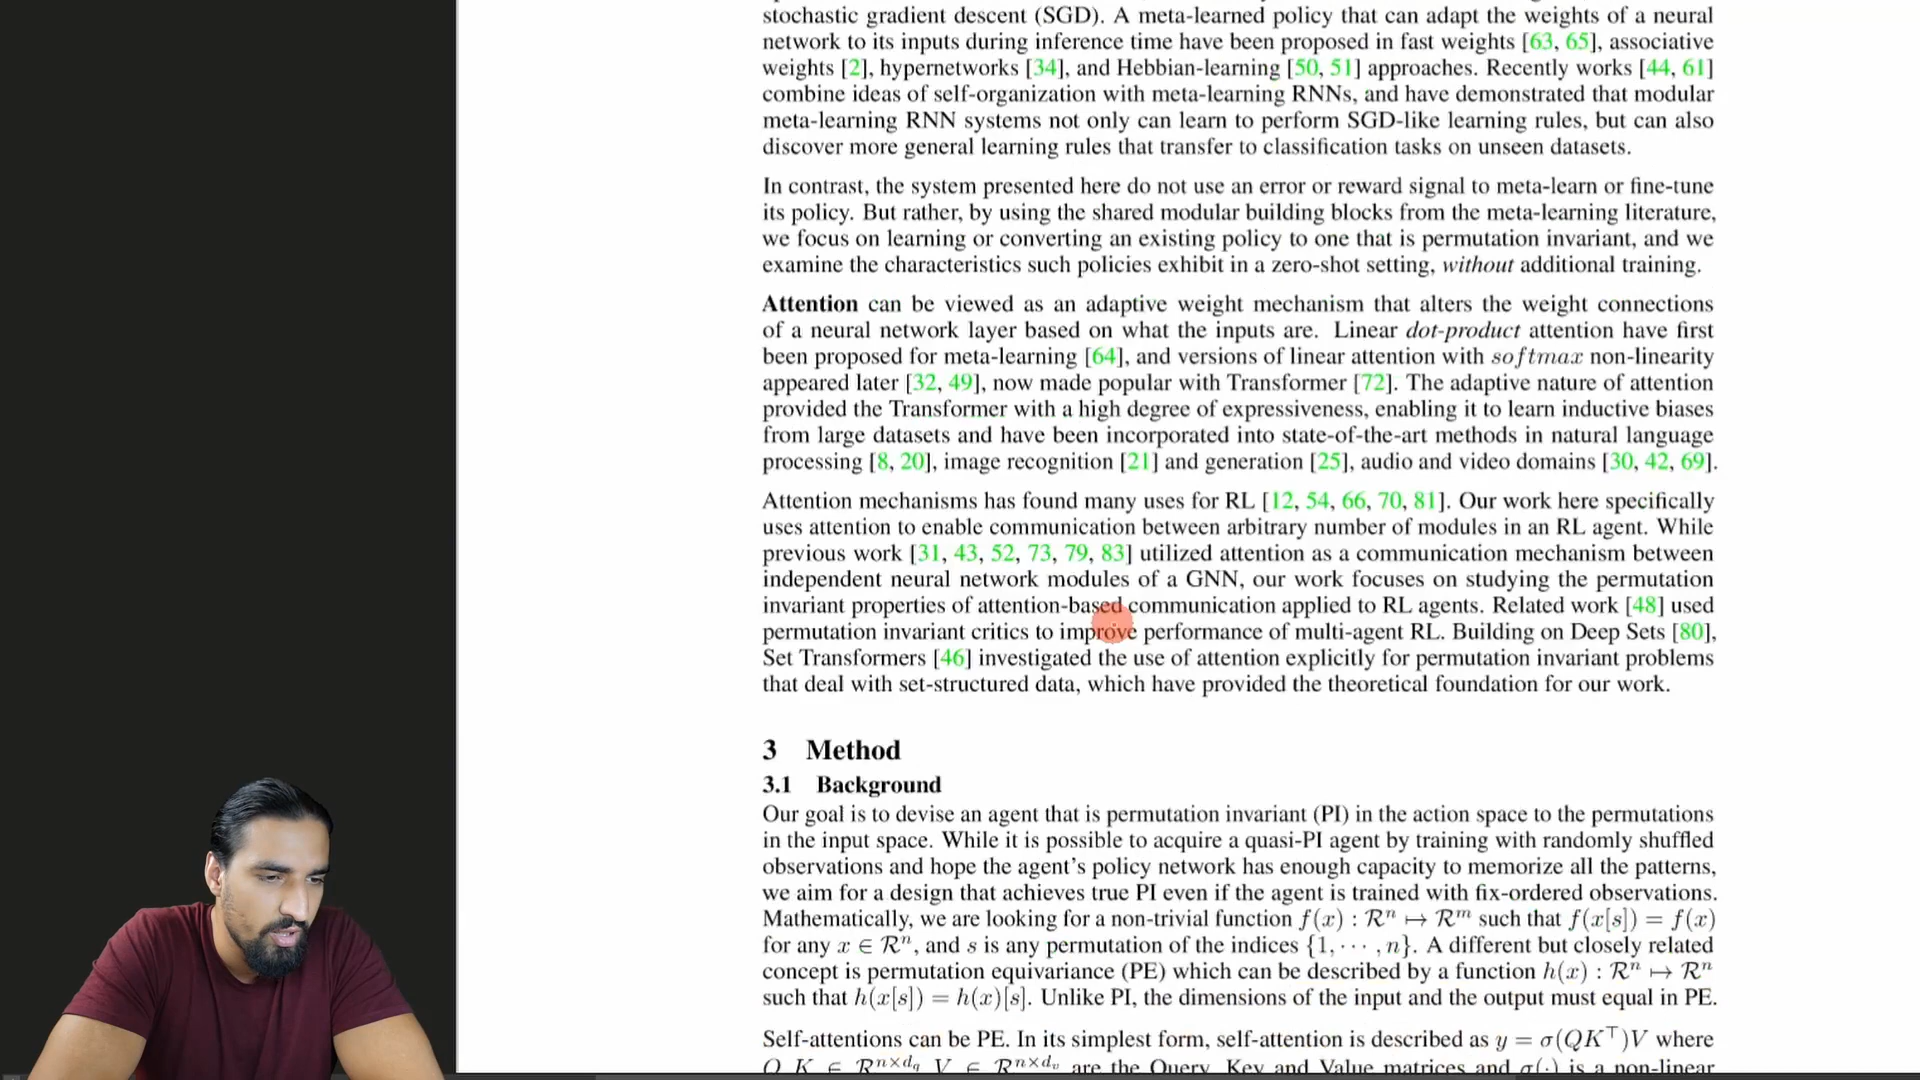 stochastic gradient descent (SGD). A meta-learned policy that can adapt the weights of a neural
network to its inputs during inference time have been proposed in fast weights [63, 65], associative
weights [2], hypernetworks [34], and Hebbian-learning [50, 51] approaches. Recently works [44, 61]
combine ideas of self-organization with meta-learning RNNs, and have demonstrated that modular
meta-learning RNN systems not only can learn to perform SGD-like learning rules, but can also
discover more general learning rules that transfer to classification tasks on unseen datasets.
In contrast, the system presented here do not use an error or reward signal to meta-learn or fine-tune
its policy. But rather, by using the shared modular building blocks from the meta-learning literature,
we focus on learning or converting an existing policy to one that is permutation invariant, and we
examine the characteristics such policies exhibit in a zero-shot setting, without additional training.
Attention can be viewed as an adaptive weight mechanism that alters the weight connections
of a neural network layer based on what the inputs are. Linear dot-product attention have first
been proposed for meta-learning [64], and versions of linear attention with softmax non-linearity
appeared later [32, 49], now made popular with Transformer [72]. The adaptive nature of attention
provided the Transformer with a high degree of expressiveness, enabling it to learn inductive biases
from large datasets and have been incorporated into state-of-the-art methods in natural language
processing [8, 20], image recognition [21] and generation [25], audio and video domains [30, 42, 69].
Attention mechanisms has found many uses for RL [12, 54, 66, 70, 81]. Our work here specifically
uses attention to enable communication between arbitrary number of modules in an RL agent. While
previous work [31, 43, 52, 73, 79, 83] utilized attention as a communication mechanism between
independent neural network modules of a GNN, our work focuses on studying the permutation
invariant properties of attention-based communication applied to RL agents. Related work [48] used
permutation invariant critics to improve performance of multi-agent RL. Building on Deep Sets [80],
Set Transformers [46] investigated the use of attention explicitly for permutation invariant problems
that deal with set-structured data, which have provided the theoretical foundation for our work.
3 Method
3.1 Background
Our goal is to devise an agent that is permutation invariant (PI) in the action space to the permutations
in the input space. While it is possible to acquire a quasi-PI agent by training with randomly shuffled
observations and hope the agent's policy network has enough capacity to memorize all the patterns,
we aim for a design that achieves true PI even if the agent is trained with fix-ordered observations.
Mathematically, we are looking for a non-trivial function f(x) : ℛⁿ ↦ ℛᵐ such that f(x[s]) = f(x)
for any x ∈ ℛⁿ, and s is any permutation of the indices {1, ⋯ , n}. A different but closely related
concept is permutation equivariance (PE) which can be described by a function h(x) : ℛⁿ ↦ ℛⁿ
such that h(x[s]) = h(x)[s]. Unlike PI, the dimensions of the input and the output must equal in PE.
Self-attentions can be PE. In its simplest form, self-attention is described as y = σ(QK⊤)V where
Q, K ∈ ℛ^{n×d_q}, V ∈ ℛ^{n×d_v} are the Query, Key and Value matrices and σ(·) is a non-linear